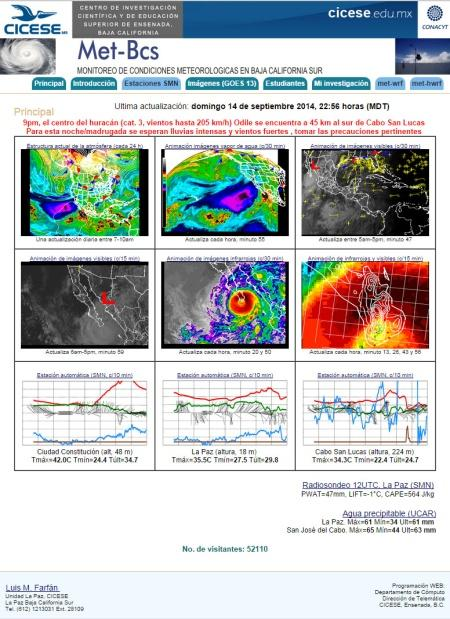 CICESE
CENTRO DE INVESTIGACIÓN
CIENTÍFICA Y DE EDUCACIÓN
SUPERIOR DE ENSENADA,
BAJA CALIFORNIA
cicese.edu.mx
CONACYT
Met-Bcs
MONITOREO DE CONDICIONES METEOROLOGICAS EN BAJA CALIFORNIA SUR
Principal Introducción Estaciones SMN Imágenes (GOES 13) Estudiantes Mi investigación met-wrf met-hwrf
Principal
Ultima actualización: domingo 14 de septiembre 2014, 22:56 horas (MDT)
9pm, el centro del huracán (cat. 3, vientos hasta 205 km/h) Odile se encuentra a 45 km al sur de Cabo San Lucas
Para esta noche/madrugada se esperan lluvias intensas y vientos fuertes , tomar las precauciones pertinentes
Estructura actual de la atmósfera (cada 24 h)
Animación imágenes vapor de agua (c/30 min)
Animación de imágenes visibles (c/30 min)
Una actualización diaria entre 7-10am
Actualiza cada hora, minuto 55
Actualiza entre 5am-5pm, minuto 47
Animación de imágenes visibles (c/15 min)
Animación de imágenes infrarrojas (c/30 min)
Animación de infrarrojos y visibles (c/15 min)
Actualiza 5am-5pm, minuto 59
Actualiza cada hora, minuto 20 y 50
Actualiza cada hora, minuto 13, 26, 43 y 56
Estación automática (SMN, c/10 min)
Estación automática (SMN, c/10 min)
Estación automática (SMN, c/10 min)
Ciudad Constitución (alt, 48 m)
Tmáx=42.0C Tmín=24.4 Túlt=34.7
La Paz (altura, 18 m)
Tmáx=35.5C Tmín=27.5 Túlt=29.8
Cabo San Lucas (altura, 224 m)
Tmáx=34.3C Tmín=22.4 Túlt=24.7
Radiosondeo 12UTC, La Paz (SMN)
PWAT=47mm, LIFT=-1°C, CAPE=564 J/kg
Agua precipitable (UCAR)
La Paz. Máx=61 Mín=34 Ult=61 mm
San José del Cabo. Máx=65 Mín=44 Ult=63 mm
No. de visitantes: 52110
Luis M. Farfán
Unidad La Paz, CICESE
La Paz Baja California Sur
Tel. (612) 1213031 Ext. 28109
Programación WEB:
Departamento de Cómputo
Dirección de Telemática
CICESE, Ensenada, B.C.